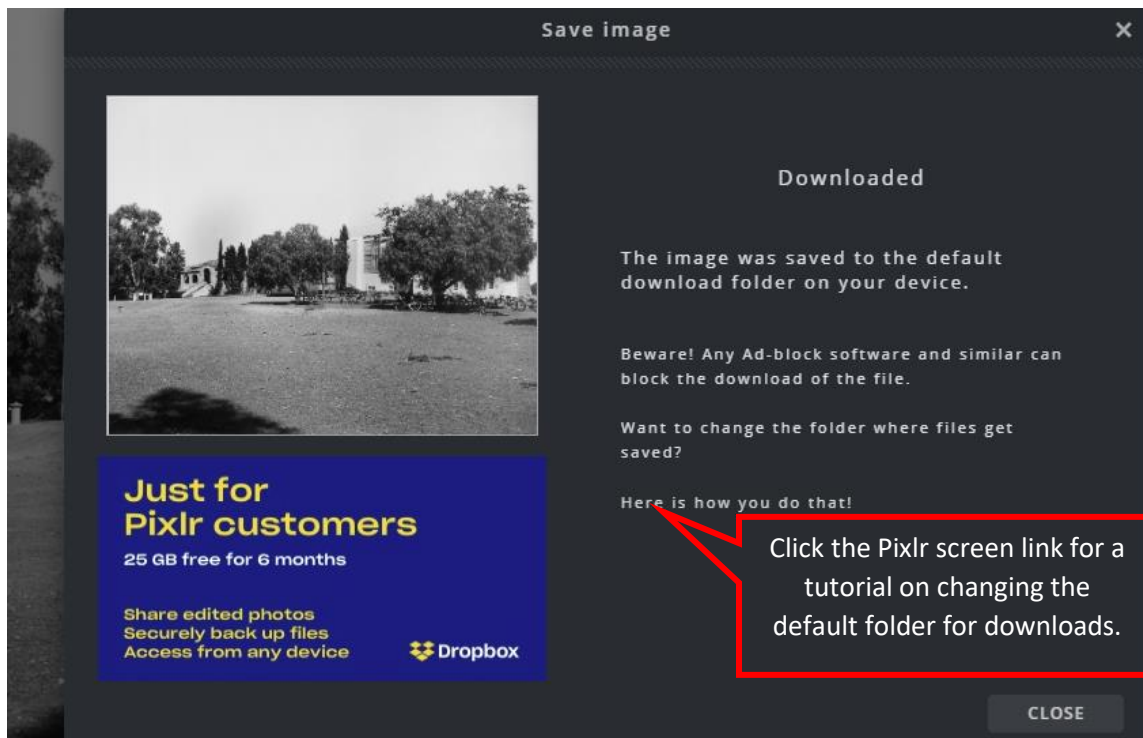 Save image
Downloaded
The image was saved to the default
download folder on your device.
Beware! Any Ad-block software and similar can
block the download of the file.
Want to change the folder where files get
saved?
Here is how you do that!
Click the Pixlr screen link for a
tutorial on changing the
default folder for downloads.
Just for
Pixlr customers
25 GB free for 6 months
Share edited photos
Securely back up files
Access from any device
Dropbox
CLOSE